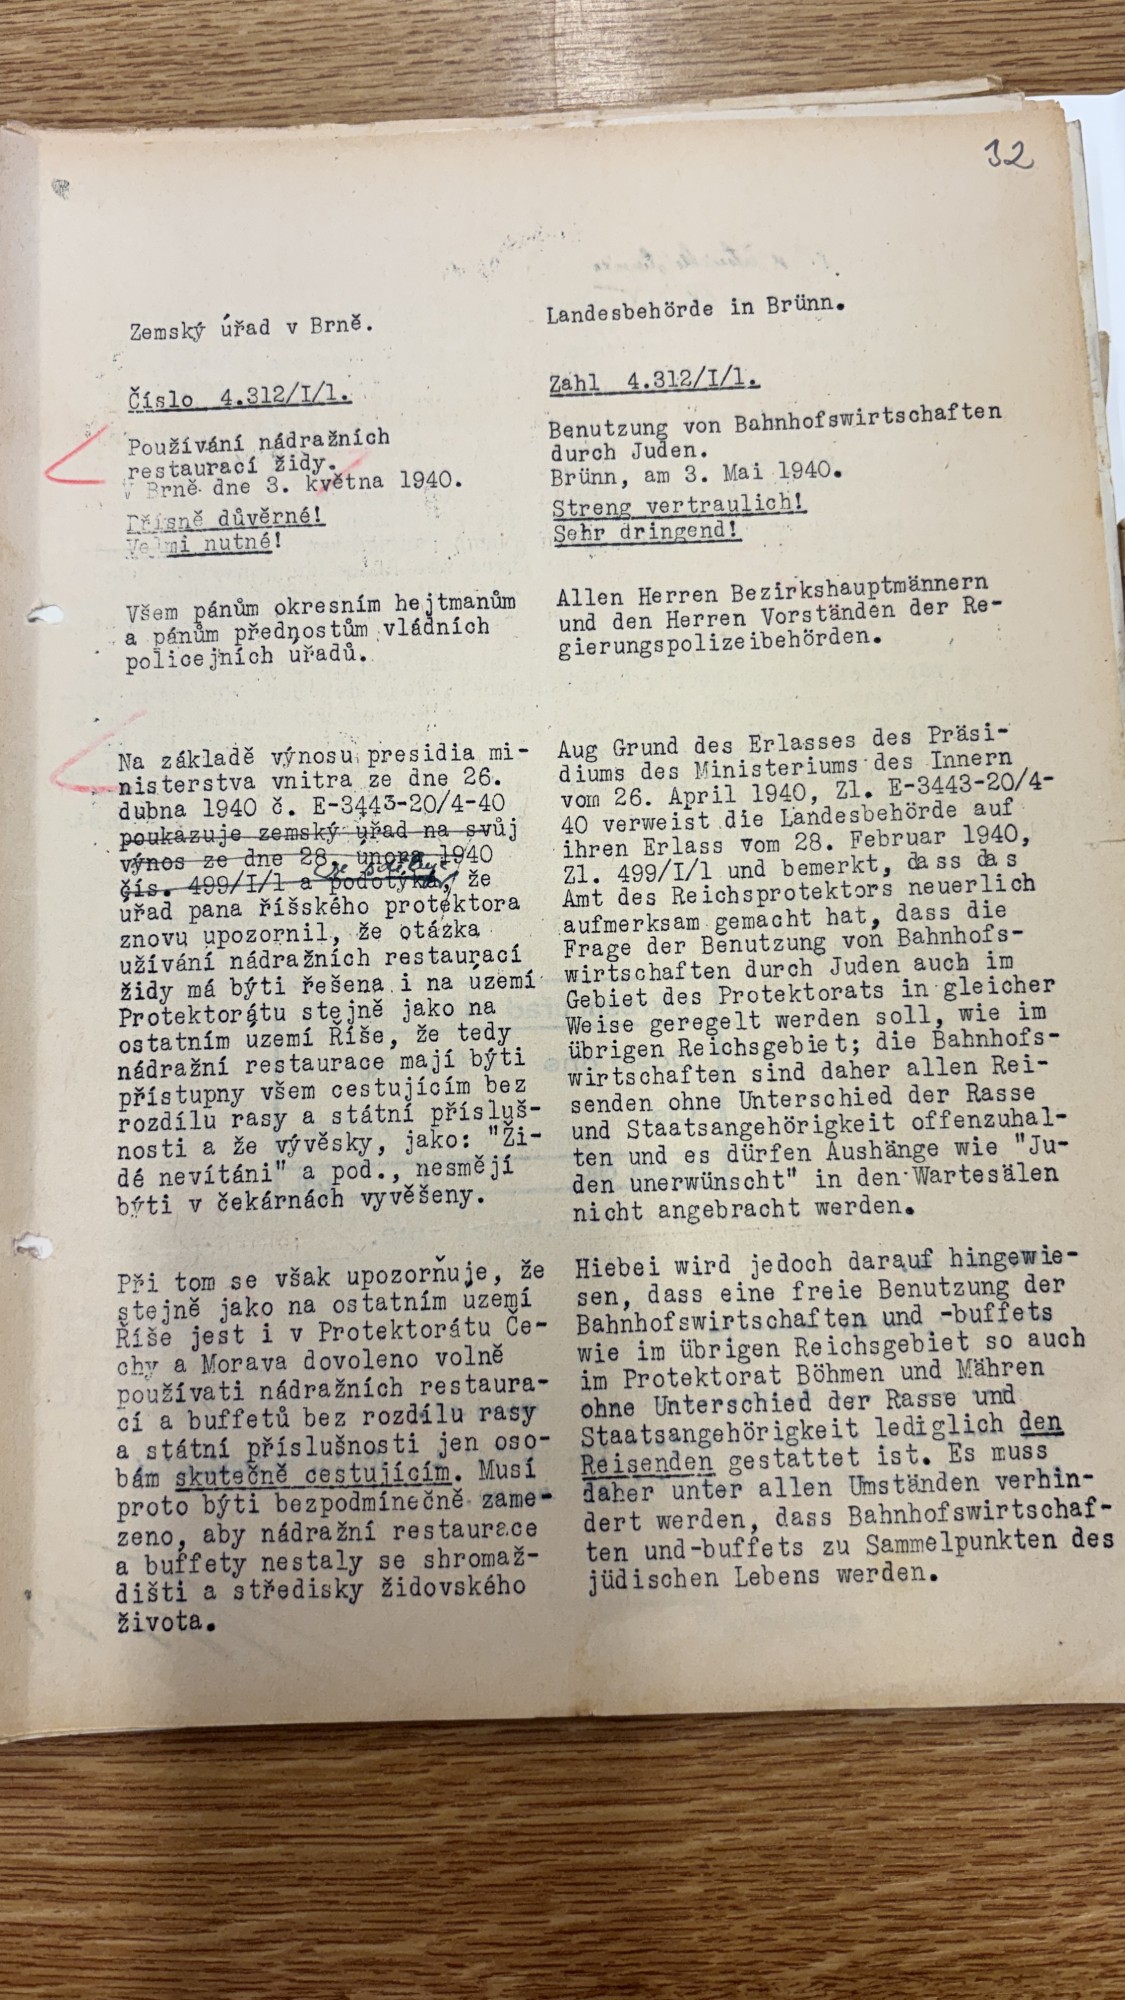 32
Zemský úřad v Brně.
Číslo 4.312/I/1.
Používání nádražních
restaurací židy.
V Brně dne 3. května 1940.
Přísně důvěrné!
Velmi nutné!
Všem pánům okresním hejtmanům
a pánům přednostům vládních
policejních úřadů.
Na základě výnosu presidia mi-
nisterstva vnitra ze dne 26.
dubna 1940 č. E-3443-20/4-40
poukazuje zemský úřad na svůj
výnos ze dne 28. února 1940
čís. 499/I/1 a podotýká, že
úřad pana říšského protektora
znovu upozornil, že otázka
užívání nádražních restaurací
židy má býti řešena i na území
Protektorátu stejně jako na
ostatním uzemí Říše, že tedy
nádražní restaurace mají býti
přístupny všem cestujícím bez
rozdílu rasy a státní přísluš-
nosti a že vývěsky, jako: "Ži-
dé nevítáni" a pod., nesmějí
býti v čekárnách vyvěšeny.
Při tom se však upozorňuje, že
stejně jako na ostatním uzemí
Říše jest i v Protektorátu Če-
chy a Morava dovoleno volně
používati nádražních restaura-
cí a buffetů bez rozdílu rasy
a státní příslušnosti jen oso-
bám skutečně cestujícím. Musí
proto býti bezpodmínečně zame-
zeno, aby nádražní restaurace
a buffety nestaly se shromaž-
dišti a středisky židovského
života.
Landesbehörde in Brünn.
Zahl 4.312/I/1.
Benutzung von Bahnhofswirtschaften
durch Juden.
Brünn, am 3. Mai 1940.
Streng vertraulich!
Sehr dringend!
Allen Herren Bezirkshauptmännern
und den Herren Vorständen der Re-
gierungspolizeibehörden.
Aug Grund des Erlasses des Präsi-
diums des Ministeriums des Innern
vom 26. April 1940, Zl. E-3443-20/4-
40 verweist die Landesbehörde auf
ihren Erlass vom 28. Februar 1940,
Zl. 499/I/1 und bemerkt, dass das
Amt des Reichsprotektors neuerlich
aufmerksam gemacht hat, dass die
Frage der Benutzung von Bahnhofs-
wirtschaften durch Juden auch im
Gebiet des Protektorats in gleicher
Weise geregelt werden soll, wie im
übrigen Reichsgebiet; die Bahnhofs-
wirtschaften sind daher allen Rei-
senden ohne Unterschied der Rasse
und Staatsangehörigkeit offenzuhal-
ten und es dürfen Aushänge wie "Ju-
den unerwünscht" in den Wartesälen
nicht angebracht werden.
Hiebei wird jedoch darauf hingewie-
sen, dass eine freie Benutzung der
Bahnhofswirtschaften und -buffets
wie im übrigen Reichsgebiet so auch
im Protektorat Böhmen und Mähren
ohne Unterschied der Rasse und
Staatsangehörigkeit lediglich den
Reisenden gestattet ist. Es muss
daher unter allen Umständen verhin-
dert werden, dass Bahnhofswirtschaf-
ten und-buffets zu Sammelpunkten des
jüdischen Lebens werden.